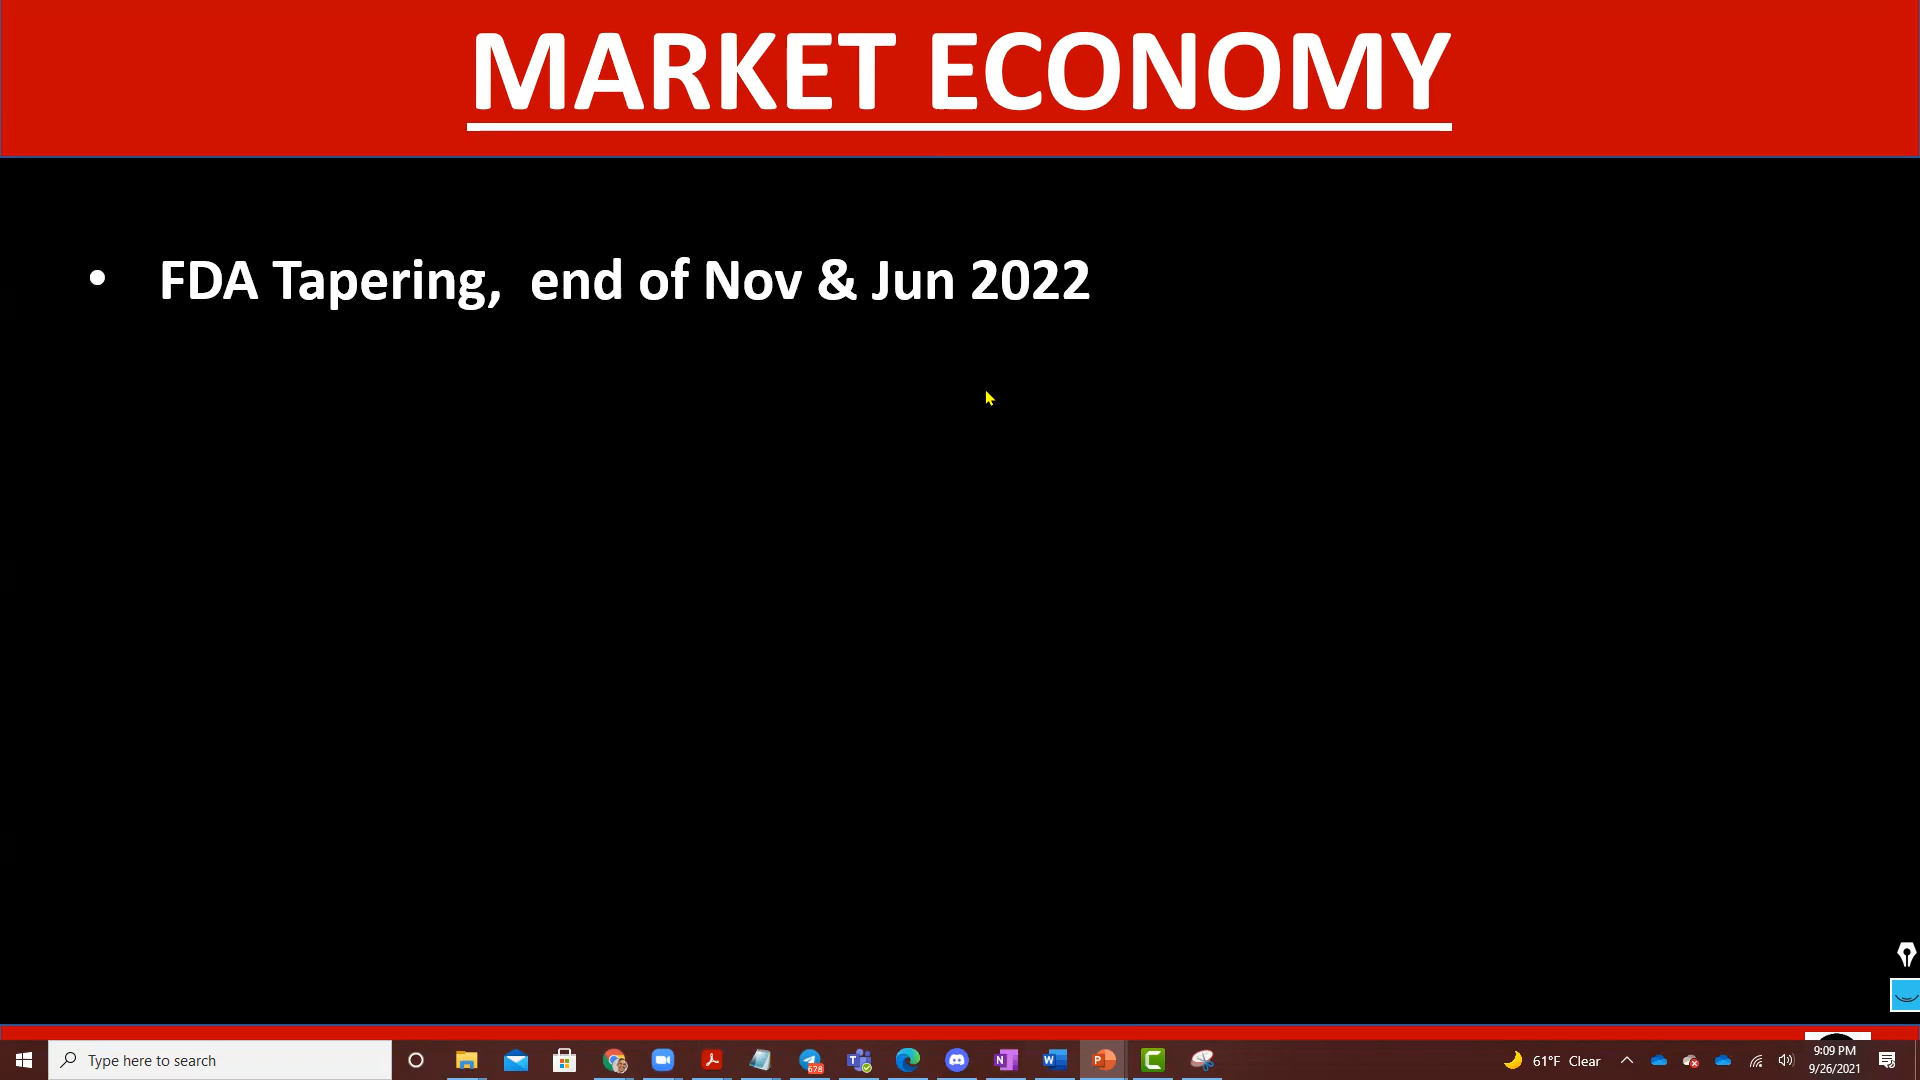 MARKET ECONOMY
• FDA Tapering,  end of Nov & Jun 2022
Type here to search
678
61°F Clear
9:09 PM
9/26/2021